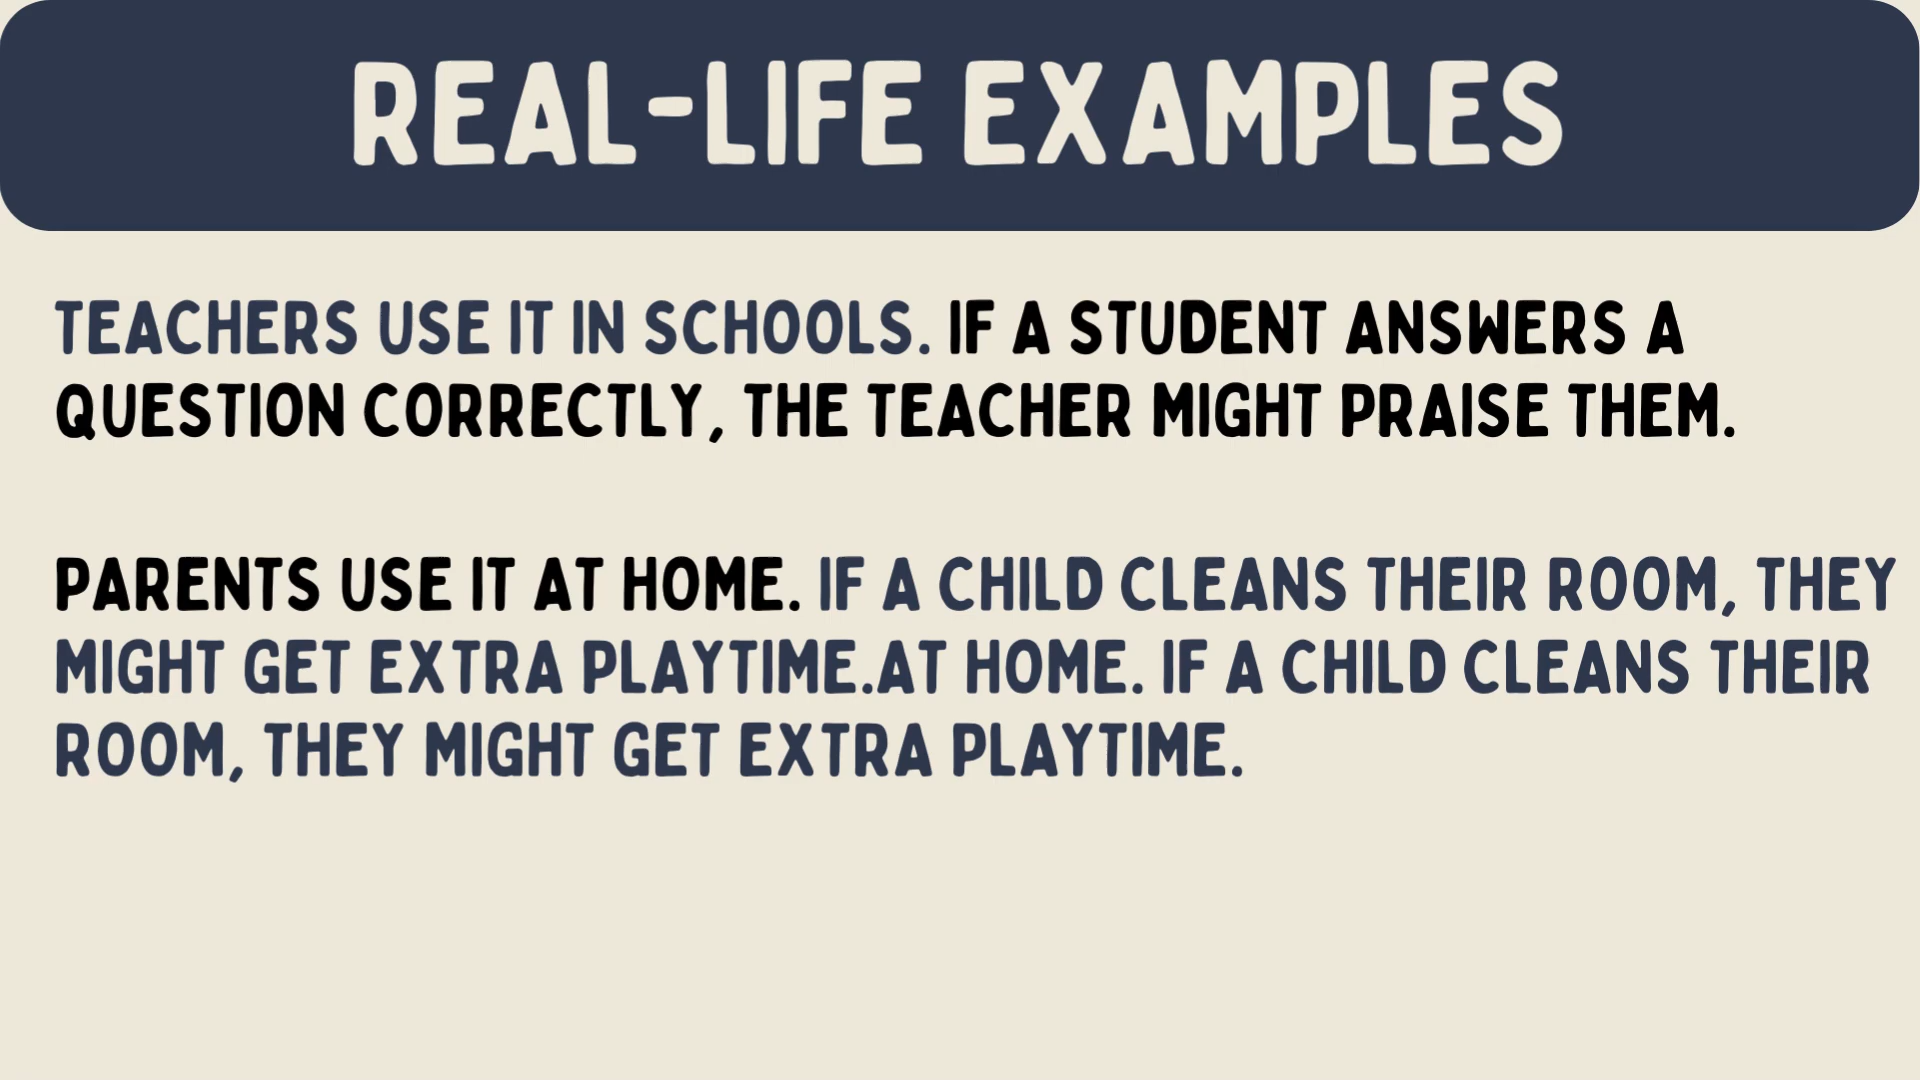 REAL-LIFE EXAMPLES
TEACHERS USE IT IN SCHOOLS. IF A STUDENT ANSWERS A
QUESTION CORRECTLY, THE TEACHER MIGHT PRAISE THEM.
PARENTS USE IT AT HOME. IF A CHILD CLEANS THEIR ROOM, THEY
MIGHT GET EXTRA PLAYTIME.AT HOME. IF A CHILD CLEANS THEIR
ROOM, THEY MIGHT GET EXTRA PLAYTIME.